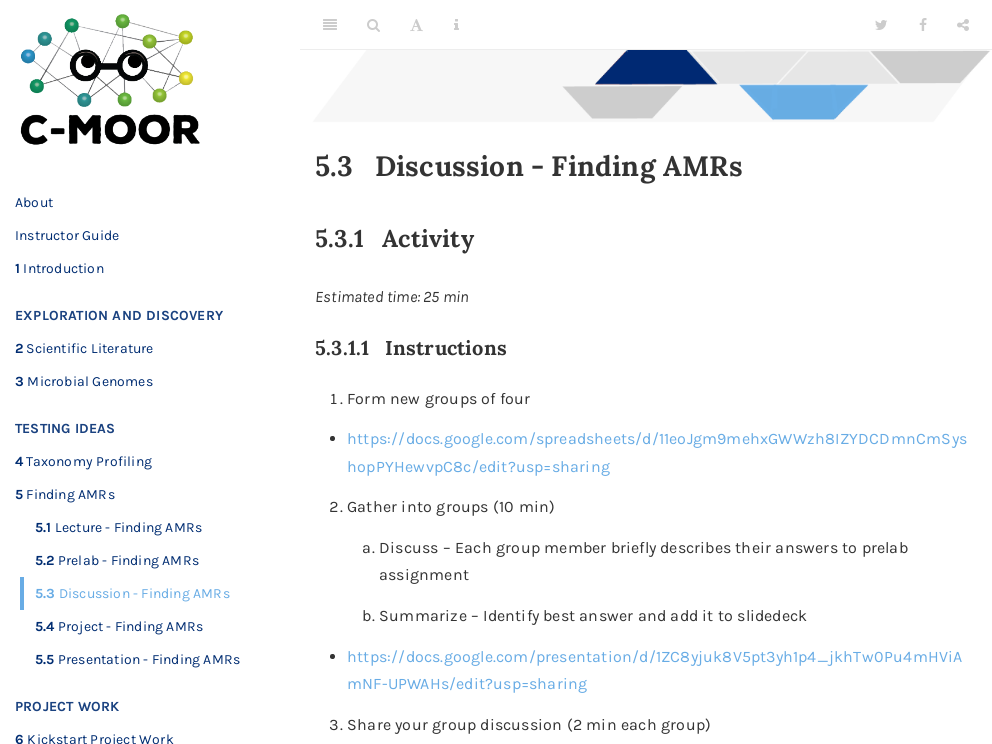 C-MOOR
About
Instructor Guide
1 Introduction
EXPLORATION AND DISCOVERY
2 Scientific Literature
3 Microbial Genomes
TESTING IDEAS
4 Taxonomy Profiling
5 Finding AMRs
5.1 Lecture - Finding AMRs
5.2 Prelab - Finding AMRs
5.3 Discussion - Finding AMRs
5.4 Project - Finding AMRs
5.5 Presentation - Finding AMRs
PROJECT WORK
6 Kickstart Project Work
5.3 Discussion - Finding AMRs
5.3.1 Activity
Estimated time: 25 min
5.3.1.1 Instructions
1. Form new groups of four
• https://docs.google.com/spreadsheets/d/11eoJgm9mehxGWWzh8IZYDCDmnCmSys
hopPYHewvpC8c/edit?usp=sharing
2. Gather into groups (10 min)
a. Discuss – Each group member briefly describes their answers to prelab
assignment
b. Summarize – Identify best answer and add it to slidedeck
• https://docs.google.com/presentation/d/1ZC8yjuk8V5pt3yh1p4_jkhTw0Pu4mHViA
mNF-UPWAHs/edit?usp=sharing
3. Share your group discussion (2 min each group)